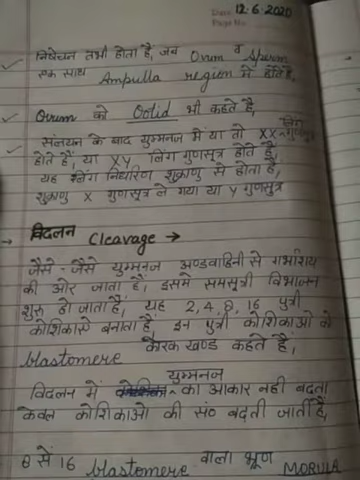 Date 12.6.2020
Page No.
निषेचन तभी होता है, जब Ovum व Sperm
एक साथ Ampulla region में होते है,
Ovum को Ootid भी कहते है,
संलयन के बाद युग्मनज में या तो XX लिंग गुणसूत्र
होते है, या XY लिंग गुणसूत्र होते है,
यह लिंग निर्धारण शुक्राणु से होता है,
शुक्राणु X गुणसूत्र ले गया या Y गुणसूत्र
→ विदलन Cleavage →
जैसे - जैसे युग्मनज अण्डवाहिनी से गर्भाशय
की ओर जाता है, इसमे समसूत्री विभाजन
शुरू हो जाता है, यह 2, 4, 8, 16 पुत्री
कोशिकाऐ बनाता है, इन पुत्री कोशिकाओ को
blastomere कोरक खण्ड कहते है,
विदलन में युग्मनज का आकार नही बढता
केवल कोशिकाओ की सं० बढती जाती है,
8 से 16 blastomere वाला भ्रूण MORULA